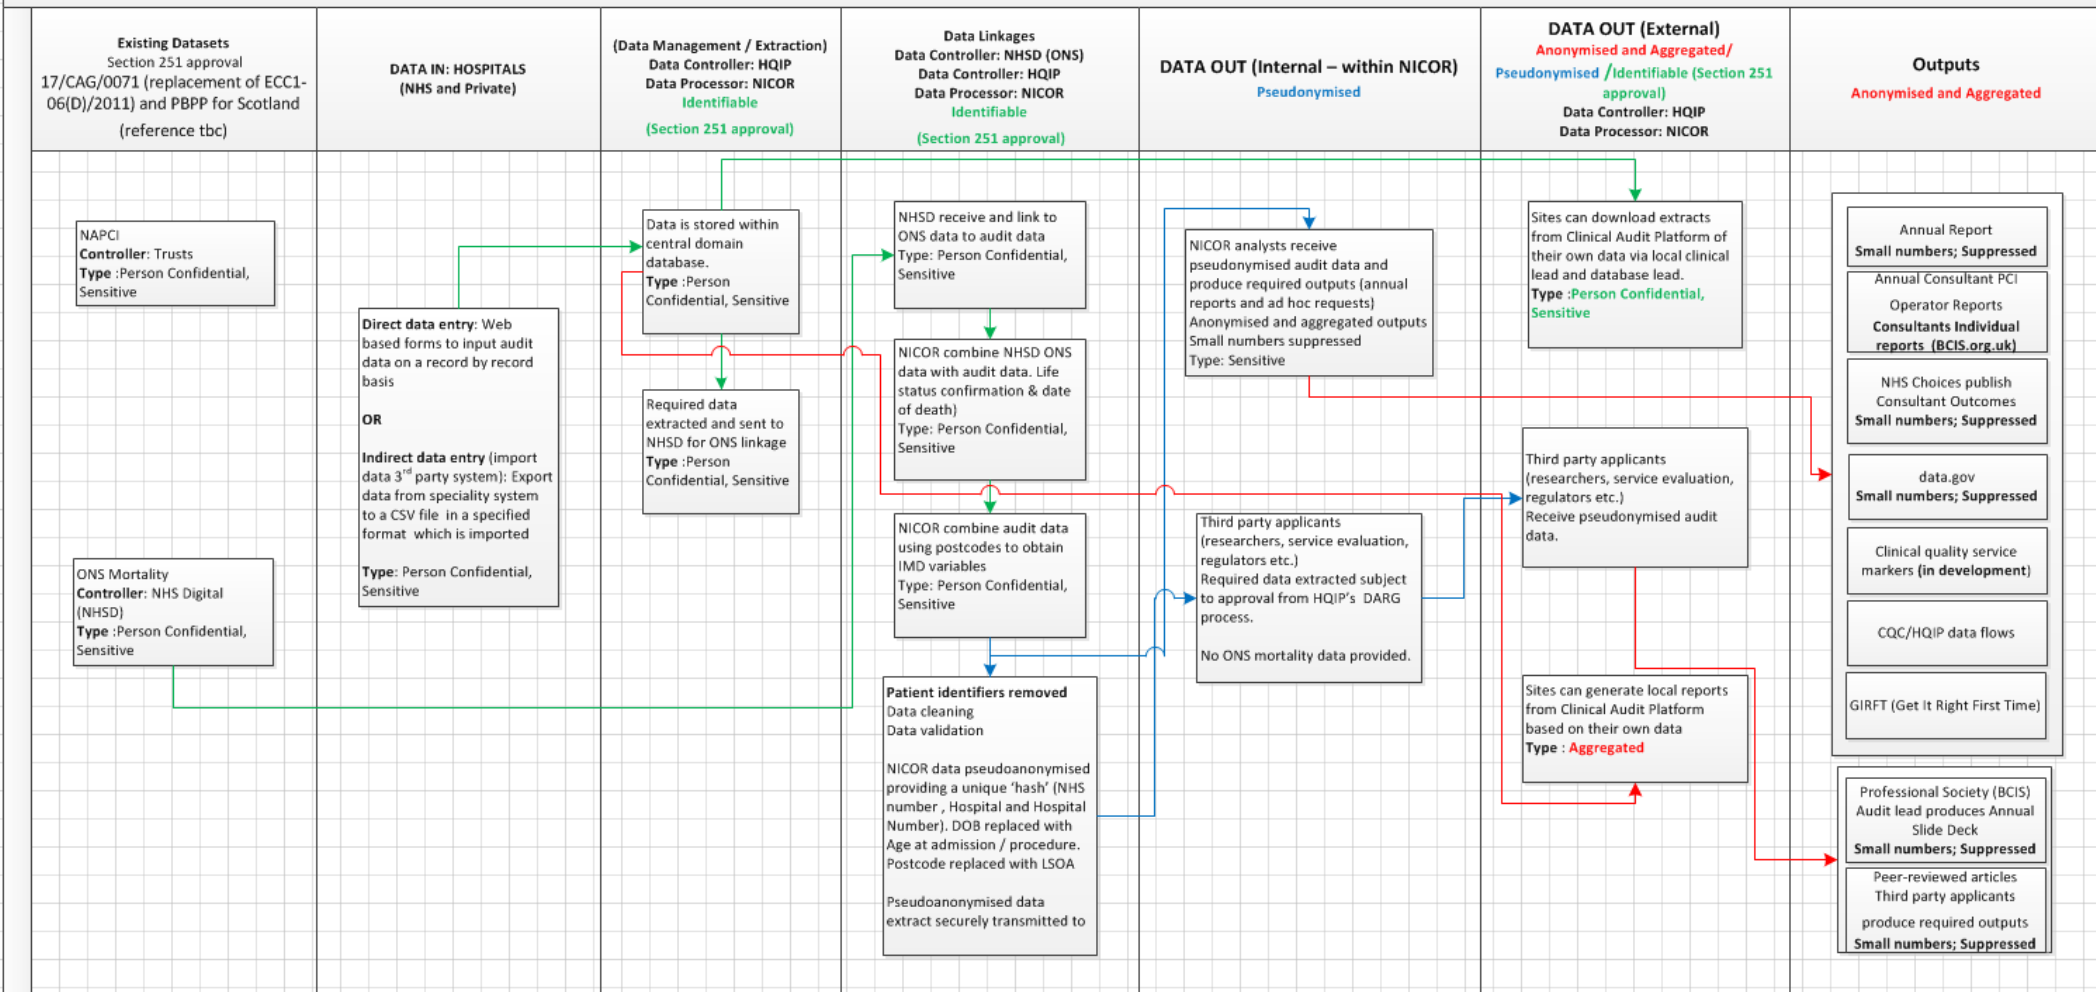 Existing Datasets
Section 251 approval
17/CAG/0071 (replacement of ECC1-
06(D)/2011) and PBPP for Scotland
(reference tbc)
DATA IN: HOSPITALS
(NHS and Private)
(Data Management / Extraction)
Data Controller: HQIP
Data Processor: NICOR
Identifiable
(Section 251 approval)
Data Linkages
Data Controller: NHSD (ONS)
Data Controller: HQIP
Data Processor: NICOR
Identifiable
(Section 251 approval)
DATA OUT (Internal – within NICOR)
Pseudonymised
DATA OUT (External)
Anonymised and Aggregated/
Pseudonymised /Identifiable (Section 251
approval)
Data Controller: HQIP
Data Processor: NICOR
Outputs
Anonymised and Aggregated
NAPCI
Controller: Trusts
Type :Person Confidential,
Sensitive
ONS Mortality
Controller: NHS Digital
(NHSD)
Type :Person Confidential,
Sensitive
Direct data entry: Web
based forms to input audit
data on a record by record
basis
OR
Indirect data entry (import
data 3rd party system): Export
data from speciality system
to a CSV file in a specified
format which is imported
Type: Person Confidential,
Sensitive
Data is stored within
central domain
database.
Type :Person
Confidential, Sensitive
Required data
extracted and sent to
NHSD for ONS linkage
Type :Person
Confidential, Sensitive
NHSD receive and link to
ONS data to audit data
Type: Person Confidential,
Sensitive
NICOR combine NHSD ONS
data with audit data. Life
status confirmation & date
of death)
Type: Person Confidential,
Sensitive
NICOR combine audit data
using postcodes to obtain
IMD variables
Type: Person Confidential,
Sensitive
Patient identifiers removed
Data cleaning
Data validation
NICOR data pseudoanonymised
providing a unique ‘hash’ (NHS
number , Hospital and Hospital
Number). DOB replaced with
Age at admission / procedure.
Postcode replaced with LSOA
Pseudoanonymised data
extract securely transmitted to
NICOR analysts receive
pseudonymised audit data and
produce required outputs (annual
reports and ad hoc requests)
Anonymised and aggregated outputs
Small numbers suppressed
Type: Sensitive
Third party applicants
(researchers, service evaluation,
regulators etc.)
Required data extracted subject
to approval from HQIP’s DARG
process.
No ONS mortality data provided.
Sites can download extracts
from Clinical Audit Platform of
their own data via local clinical
lead and database lead.
Type :Person Confidential,
Sensitive
Third party applicants
(researchers, service evaluation,
regulators etc.)
Receive pseudonymised audit
data.
Sites can generate local reports
from Clinical Audit Platform
based on their own data
Type : Aggregated
Annual Report
Small numbers; Suppressed
Annual Consultant PCI
Operator Reports
Consultants Individual
reports (BCIS.org.uk)
NHS Choices publish
Consultant Outcomes
Small numbers; Suppressed
data.gov
Small numbers; Suppressed
Clinical quality service
markers (in development)
CQC/HQIP data flows
GIRFT (Get It Right First Time)
Professional Society (BCIS)
Audit lead produces Annual
Slide Deck
Small numbers; Suppressed
Peer-reviewed articles
Third party applicants
produce required outputs
Small numbers; Suppressed